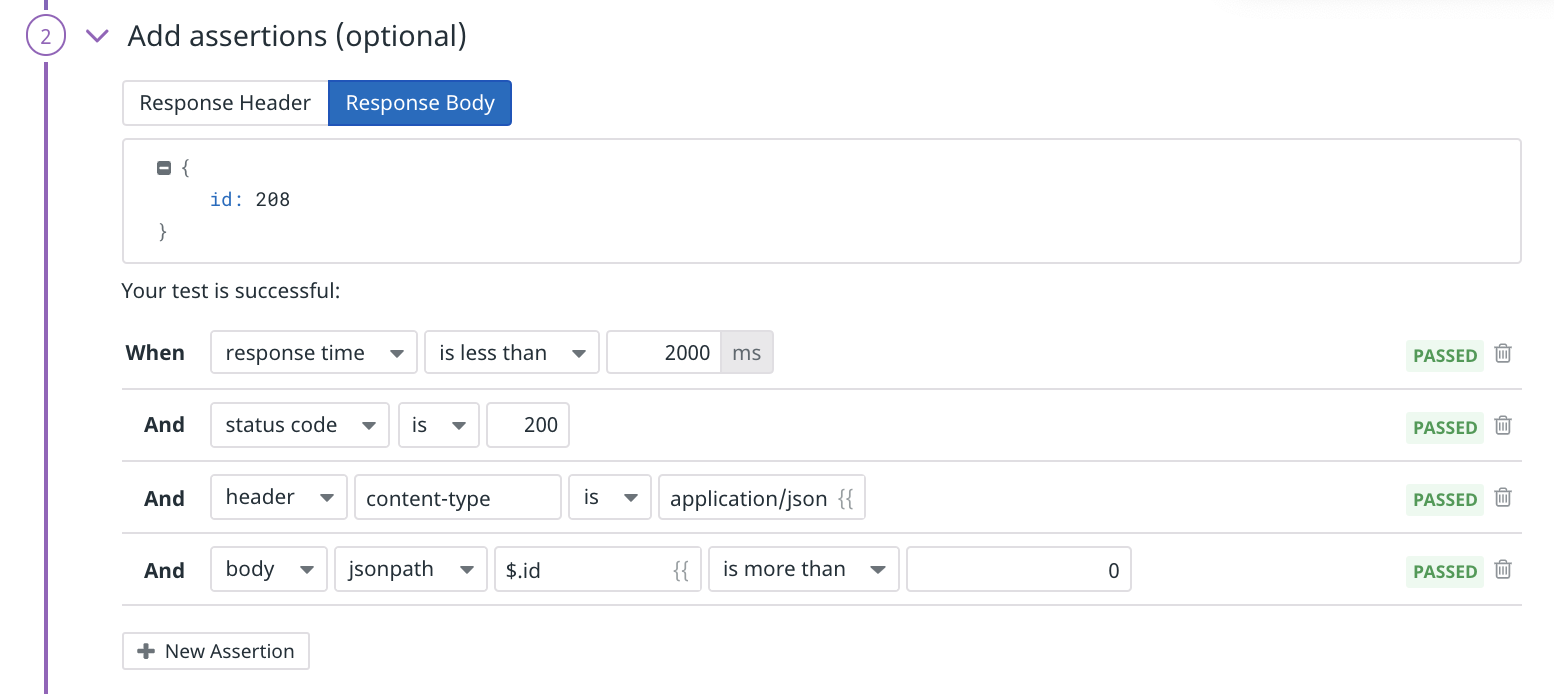 2 Add assertions (optional)
Response Header Response Body
{
id: 208
}
Your test is successful:
When response time is less than 2000 ms PASSED
And status code is 200 PASSED
And header content-type is application/json {{ PASSED
And body jsonpath $.id {{ is more than 0 PASSED
New Assertion